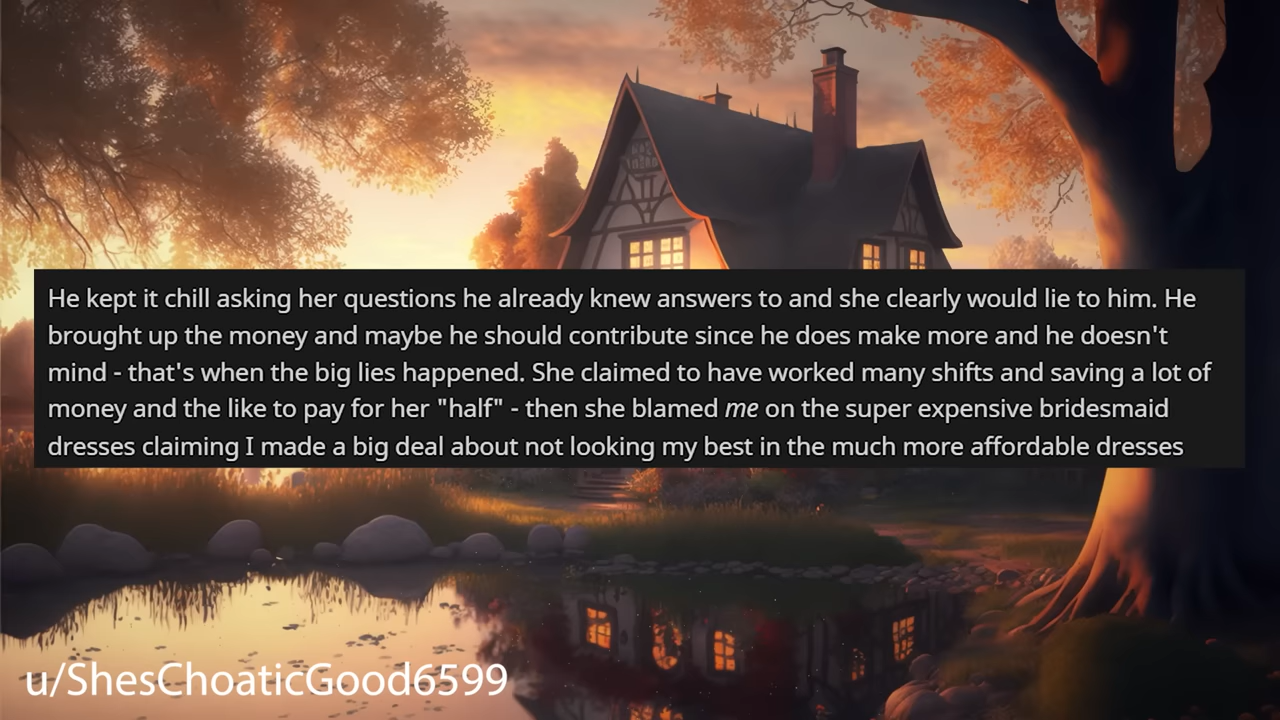 He kept it chill asking her questions he already knew answers to and she clearly would lie to him. He
brought up the money and maybe he should contribute since he does make more and he doesn't
mind - that's when the big lies happened. She claimed to have worked many shifts and saving a lot of
money and the like to pay for her "half" - then she blamed me on the super expensive bridesmaid
dresses claiming I made a big deal about not looking my best in the much more affordable dresses
u/ShesChoaticGood6599